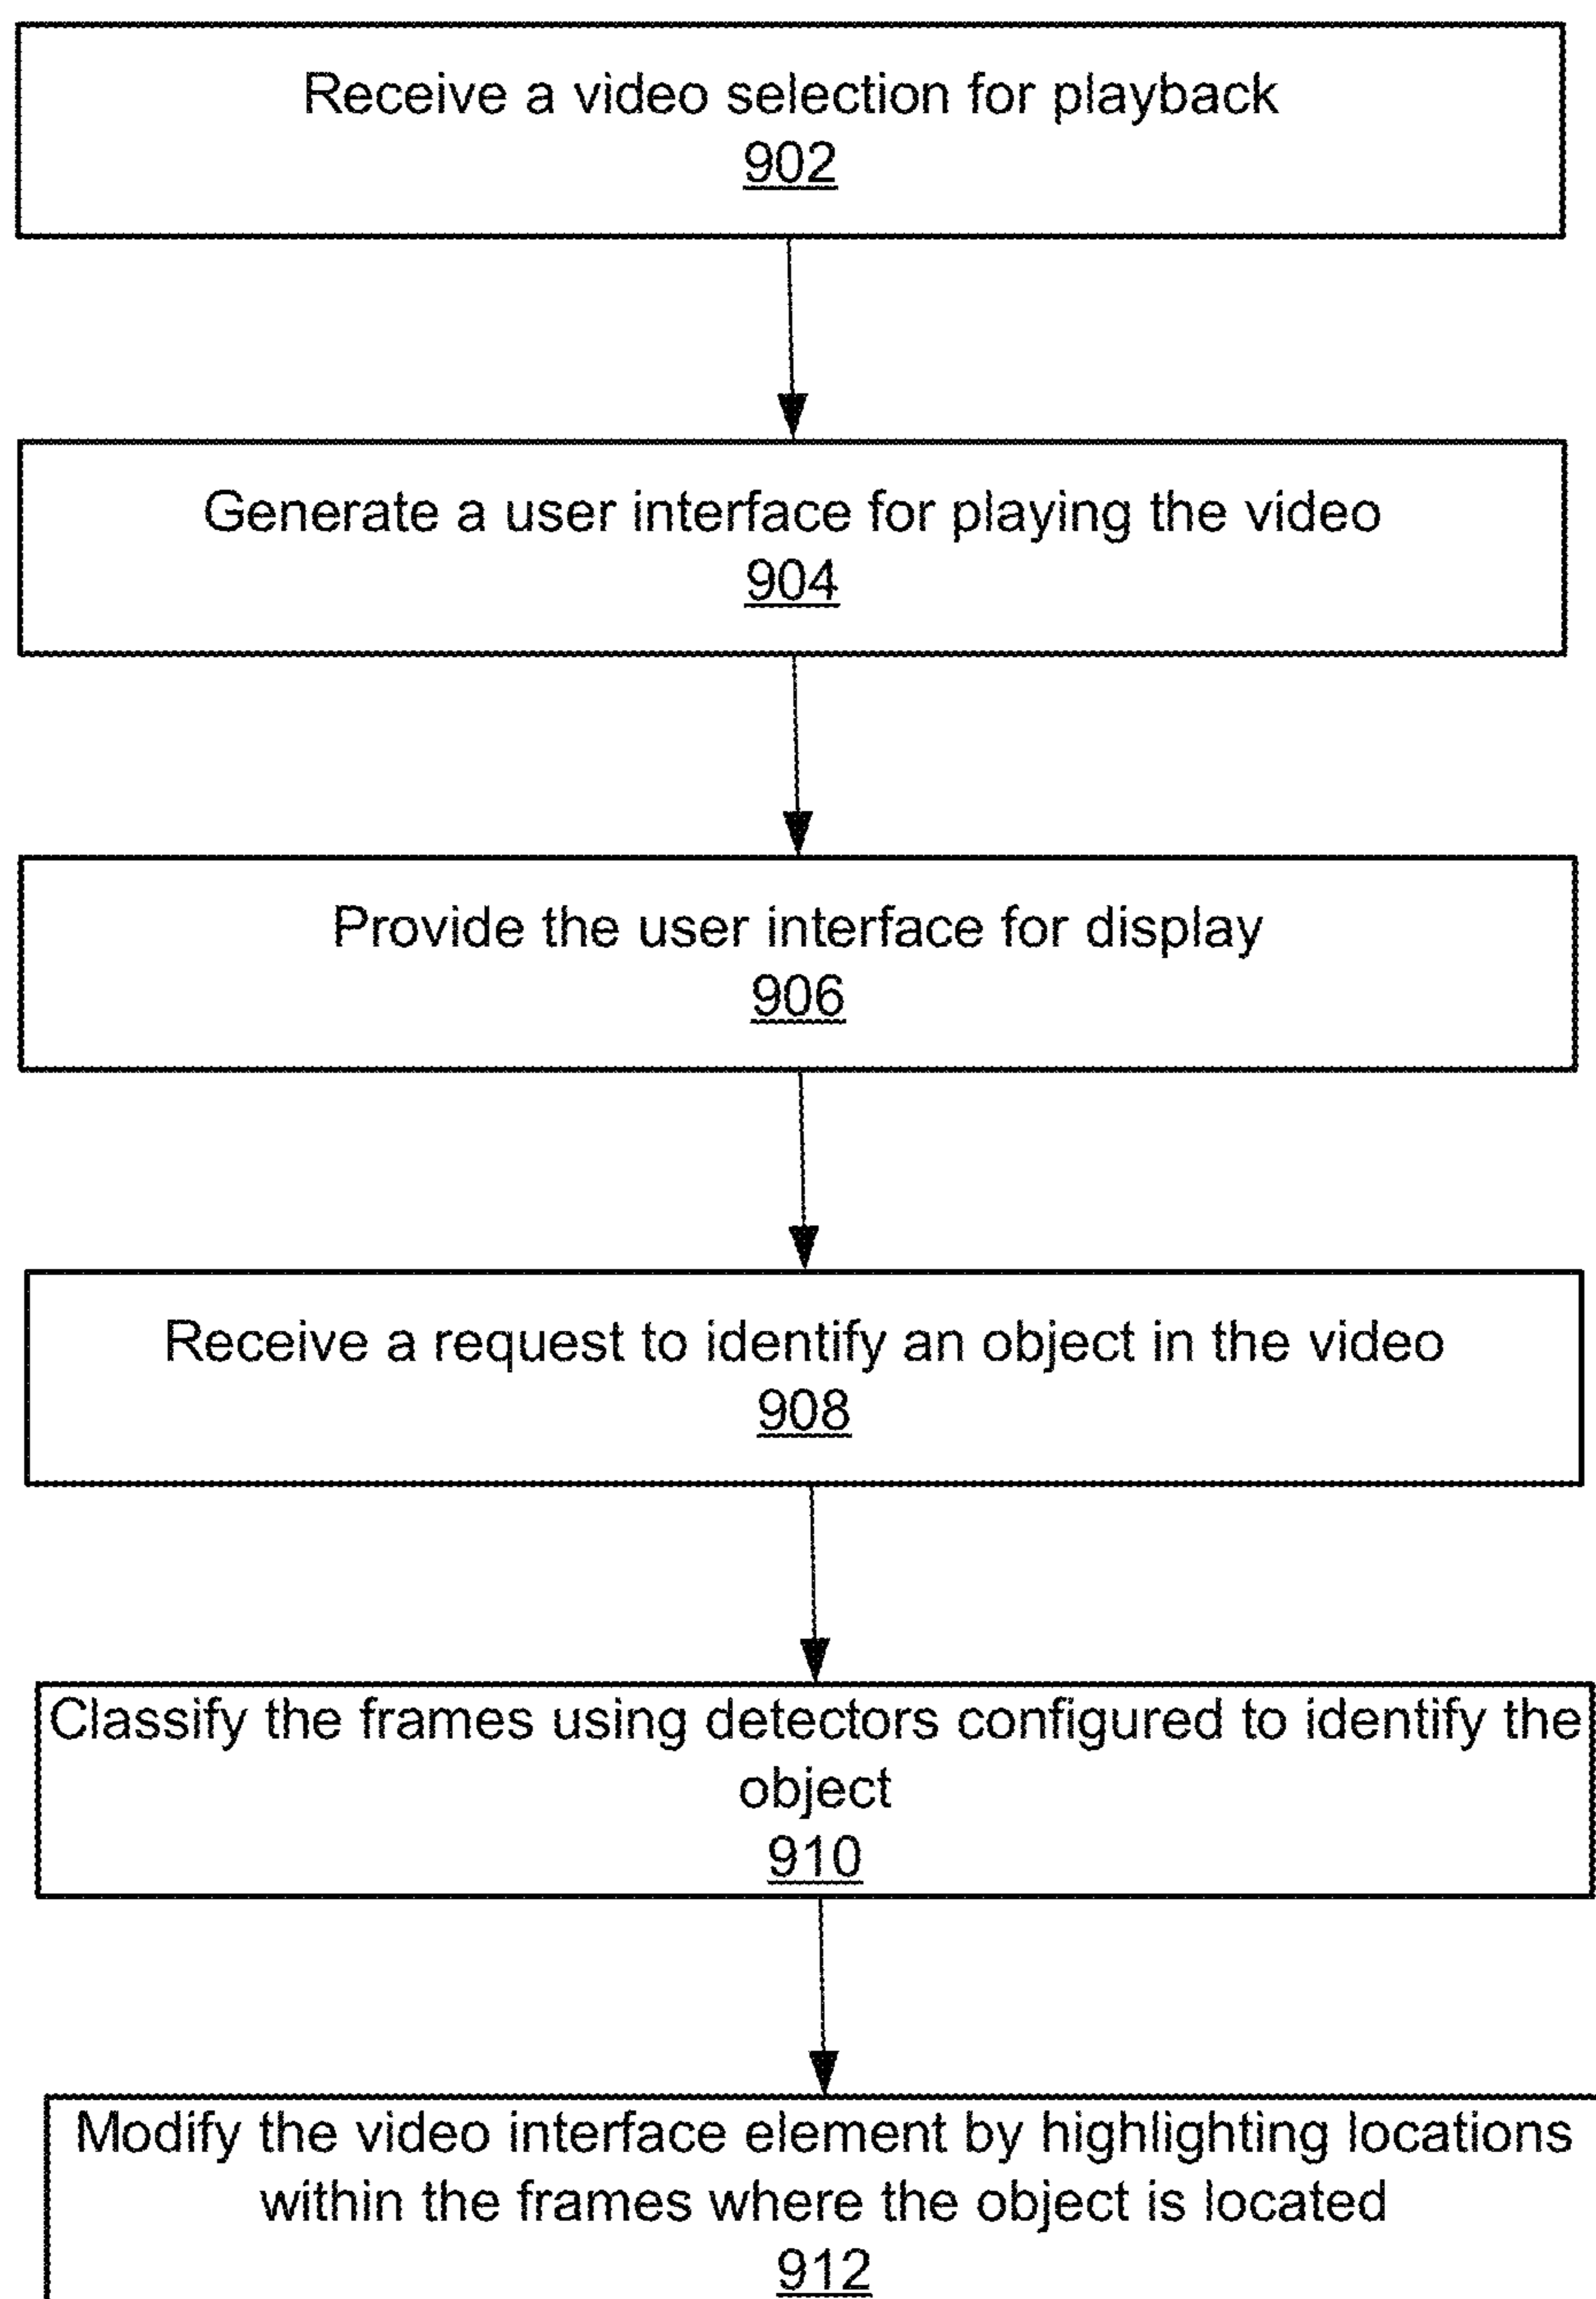 Receive a video selection for playback
902
Generate a user interface for playing the video
904
Provide the user interface for display
906
Receive a request to identify an object in the video
908
Classify the frames using detectors configured to identify the
object
910
Modify the video interface element by highlighting locations
within the frames where the object is located
912